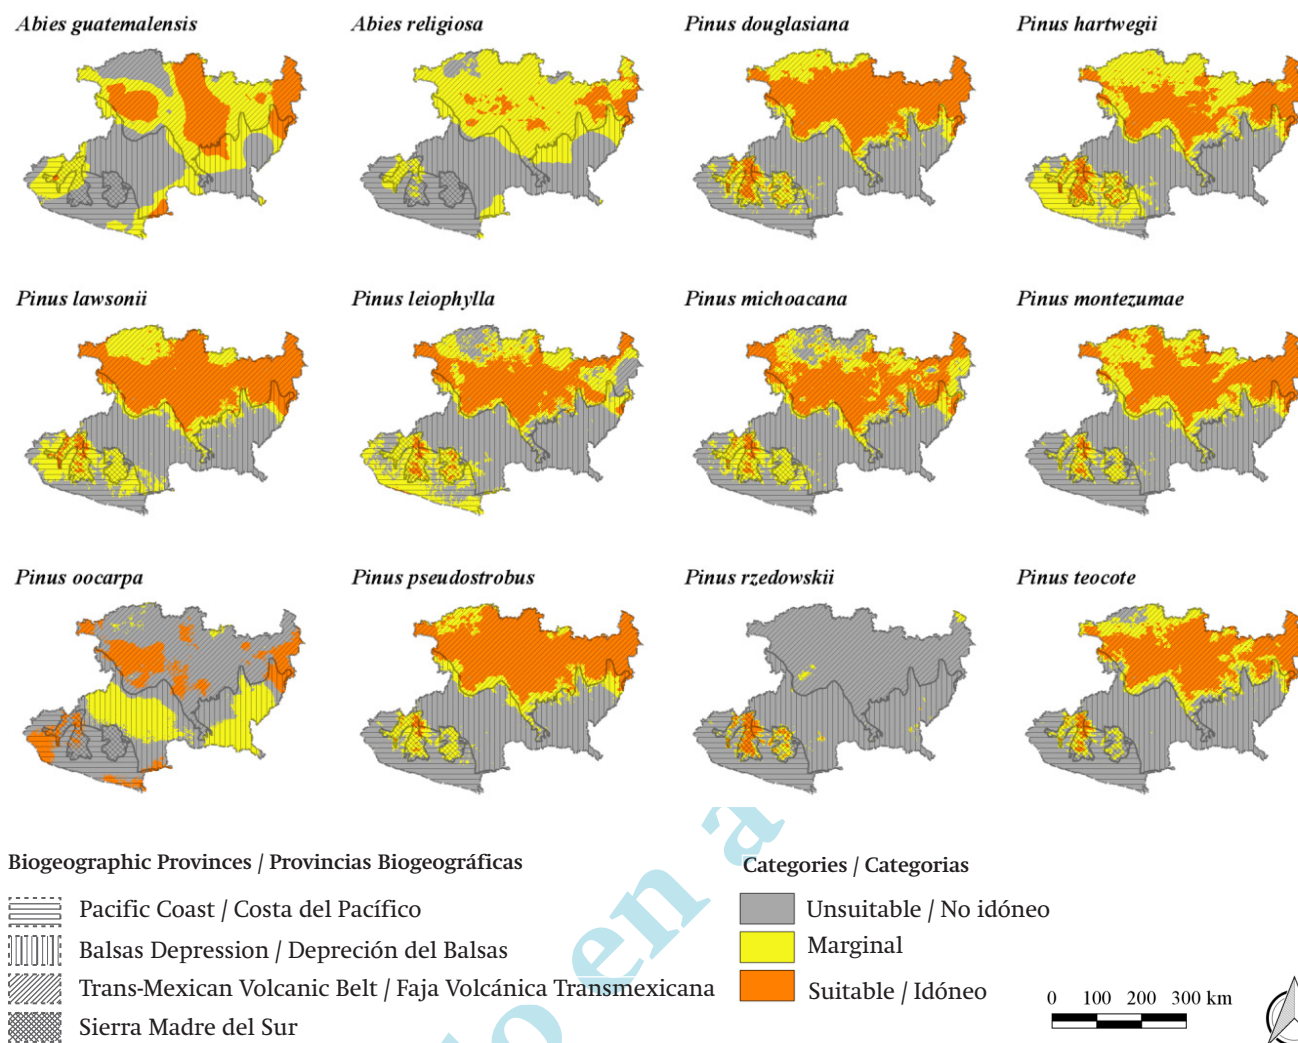 Abies guatemalensis
Abies religiosa
Pinus douglasiana
Pinus hartwegii
Pinus lawsonii
Pinus leiophylla
Pinus michoacana
Pinus montezumae
Pinus oocarpa
Pinus pseudostrobus
Pinus rzedowskii
Pinus teocote
Biogeographic Provinces / Provincias Biogeográficas
Pacific Coast / Costa del Pacífico
Balsas Depression / Depreción del Balsas
Trans-Mexican Volcanic Belt / Faja Volcánica Transmexicana
Sierra Madre del Sur
Categories / Categorias
Unsuitable / No idóneo
Marginal
Suitable / Idóneo
0 100 200 300 km
en a